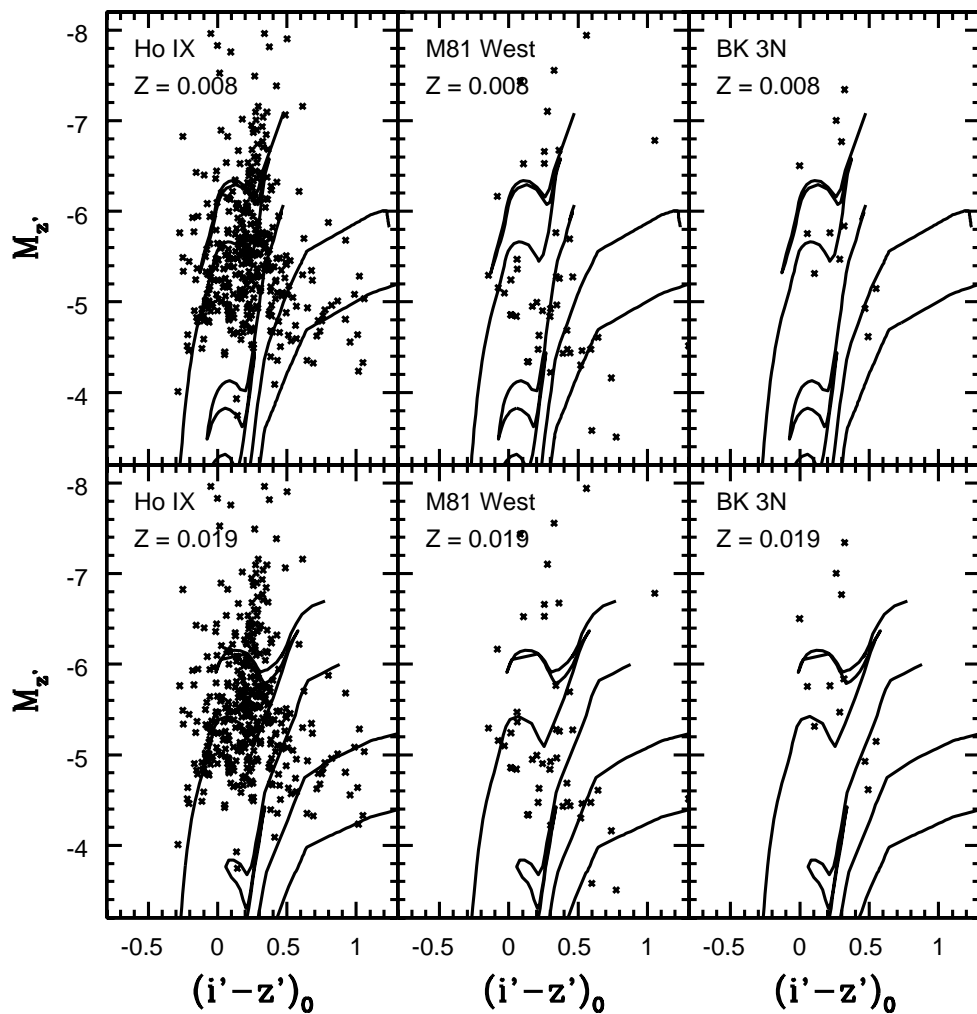 Ho IX
Z = 0.008
M81 West
Z = 0.008
BK 3N
Z = 0.008
-8
-7
-6
-5
-4
M_z'
Ho IX
Z = 0.019
M81 West
Z = 0.019
BK 3N
Z = 0.019
-8
-7
-6
-5
-4
M_z'
-0.5 0 0.5 -0.5 0 0.5 1 -0.5 0 0.5 1
(i'-z')_0 (i'-z')_0 (i'-z')_0